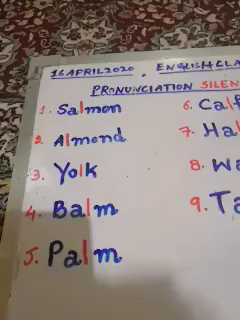 16 APRIL 2020. ENGLISH CLA
PRONUNCIATION SILEN
1. Salmon
2. Almond
3. Yolk
4. Balm
5. Palm
6. Calf
7. Hal
8. Wa
9. Ta